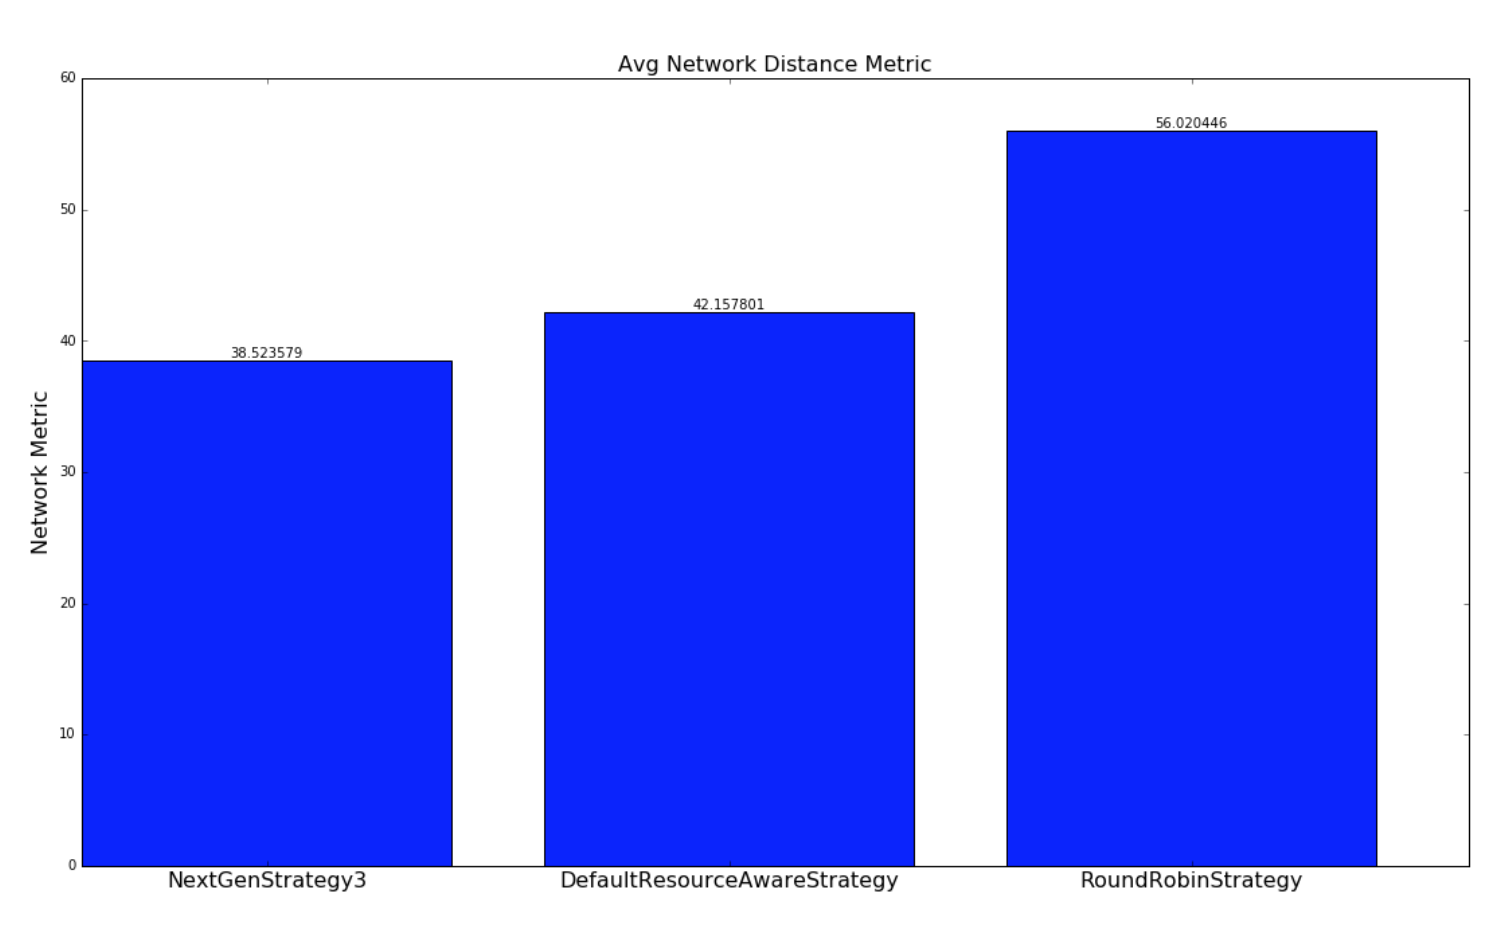 Avg Network Distance Metric
60
50
40
30
20
10
0
Network Metric
38.523579
42.157801
56.020446
NextGenStrategy3
DefaultResourceAwareStrategy
RoundRobinStrategy